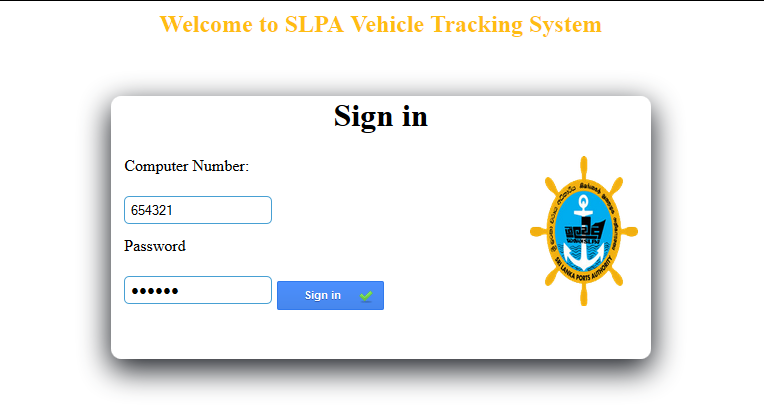 Welcome to SLPA Vehicle Tracking System
Sign in
Computer Number:
654321
Password
••••••
Sign in
SRI LANKA PORTS AUTHORITY